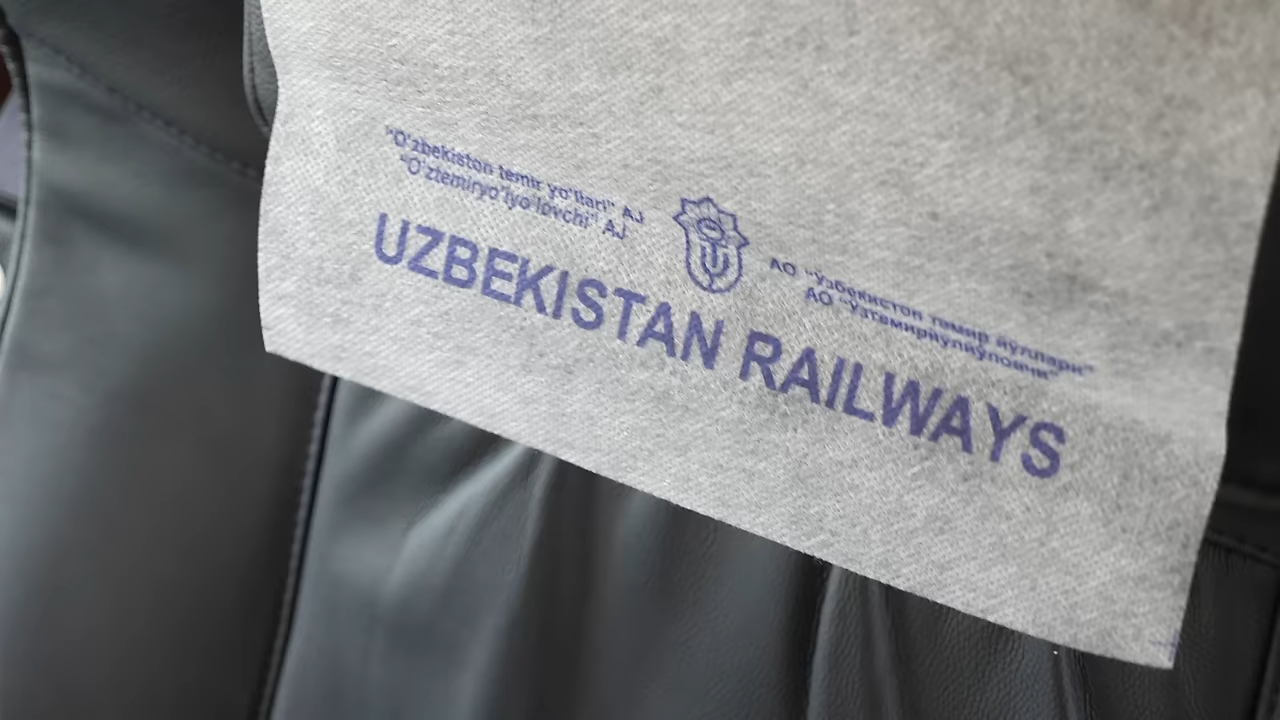 "O'zbekiston temir yo'llari" AJ
"O'ztemiryo'lyo'lovchi" AJ
АО "Ўзбекистон темир йўллари"
АО "Ўзтемирйўлйўловчи"
UZBEKISTAN RAILWAYS